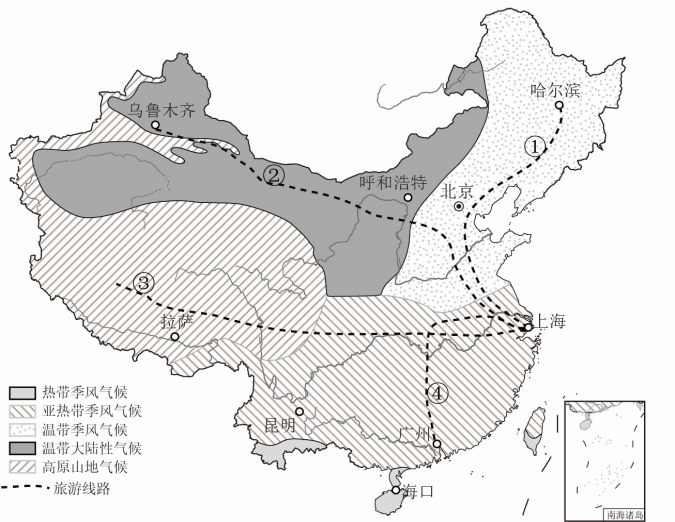 哈尔滨
乌鲁木齐
①
②
呼和浩特
北京
③
拉萨
上海
④
昆明
广州
海口
热带季风气候
亚热带季风气候
温带季风气候
温带大陆性气候
高原山地气候
旅游线路
南海诸岛